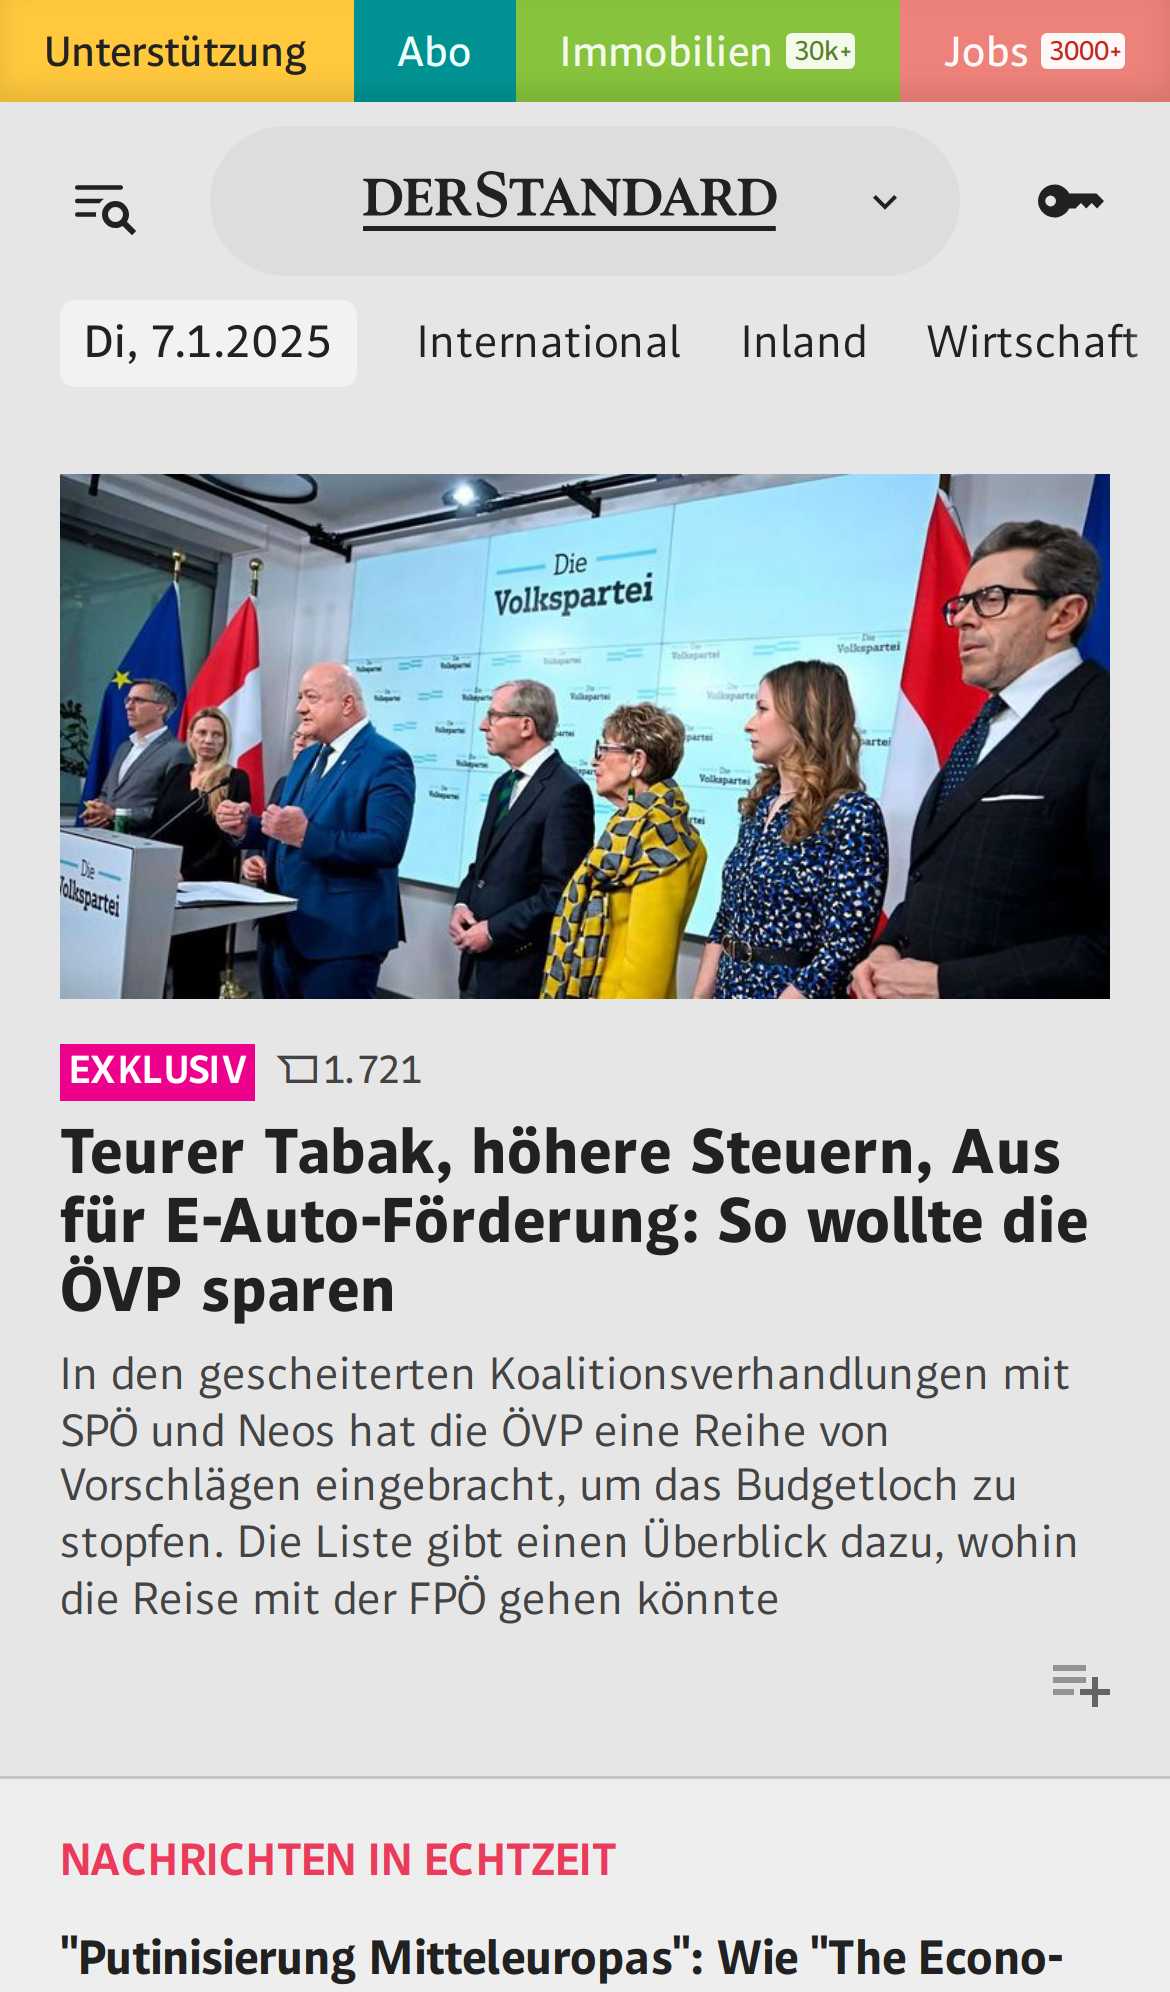 Unterstützung Abo Immobilien 30k+ Jobs 3000+
DERSTANDARD
Di, 7.1.2025 International Inland Wirtschaft
Die
Volkspartei
Die
Volkspartei
EXKLUSIV 1.721
Teurer Tabak, höhere Steuern, Aus
für E-Auto-Förderung: So wollte die
ÖVP sparen
In den gescheiterten Koalitionsverhandlungen mit
SPÖ und Neos hat die ÖVP eine Reihe von
Vorschlägen eingebracht, um das Budgetloch zu
stopfen. Die Liste gibt einen Überblick dazu, wohin
die Reise mit der FPÖ gehen könnte
NACHRICHTEN IN ECHTZEIT
"Putinisierung Mitteleuropas": Wie "The Econo-